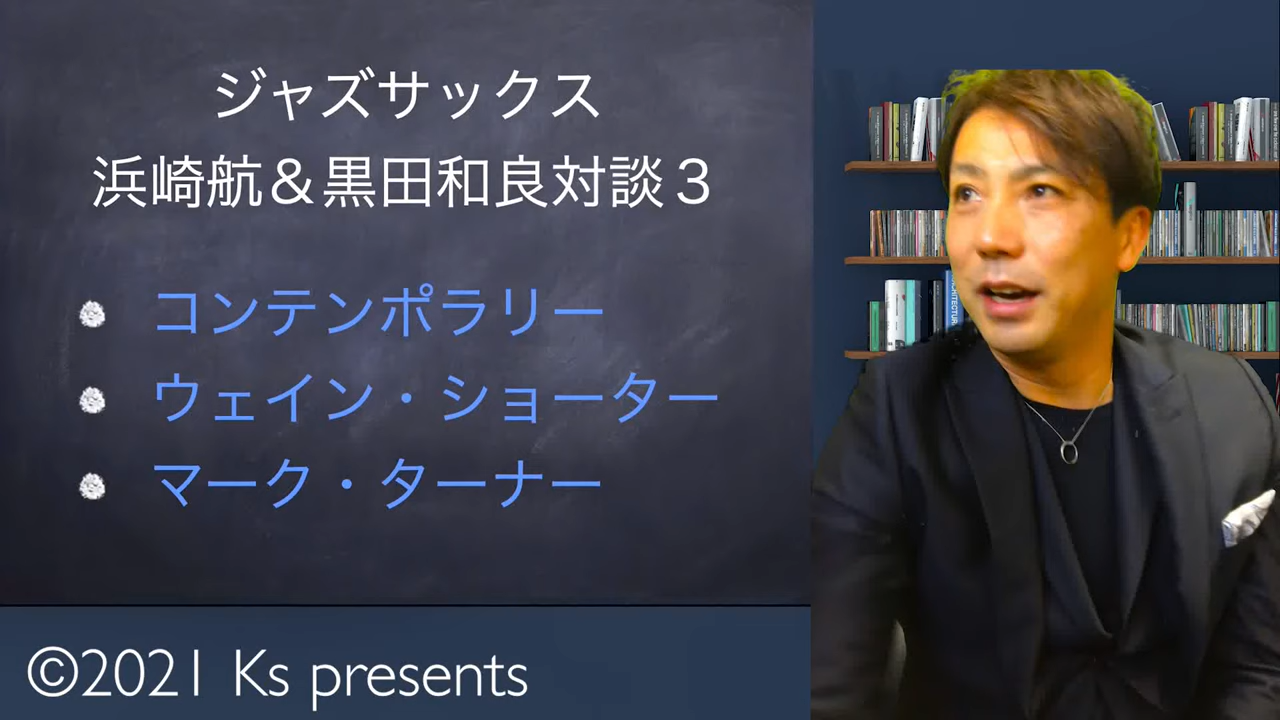 ジャズサックス
浜崎航＆黒田和良対談３
コンテンポラリー
ウェイン・ショーター
マーク・ターナー
©2021 Ks presents